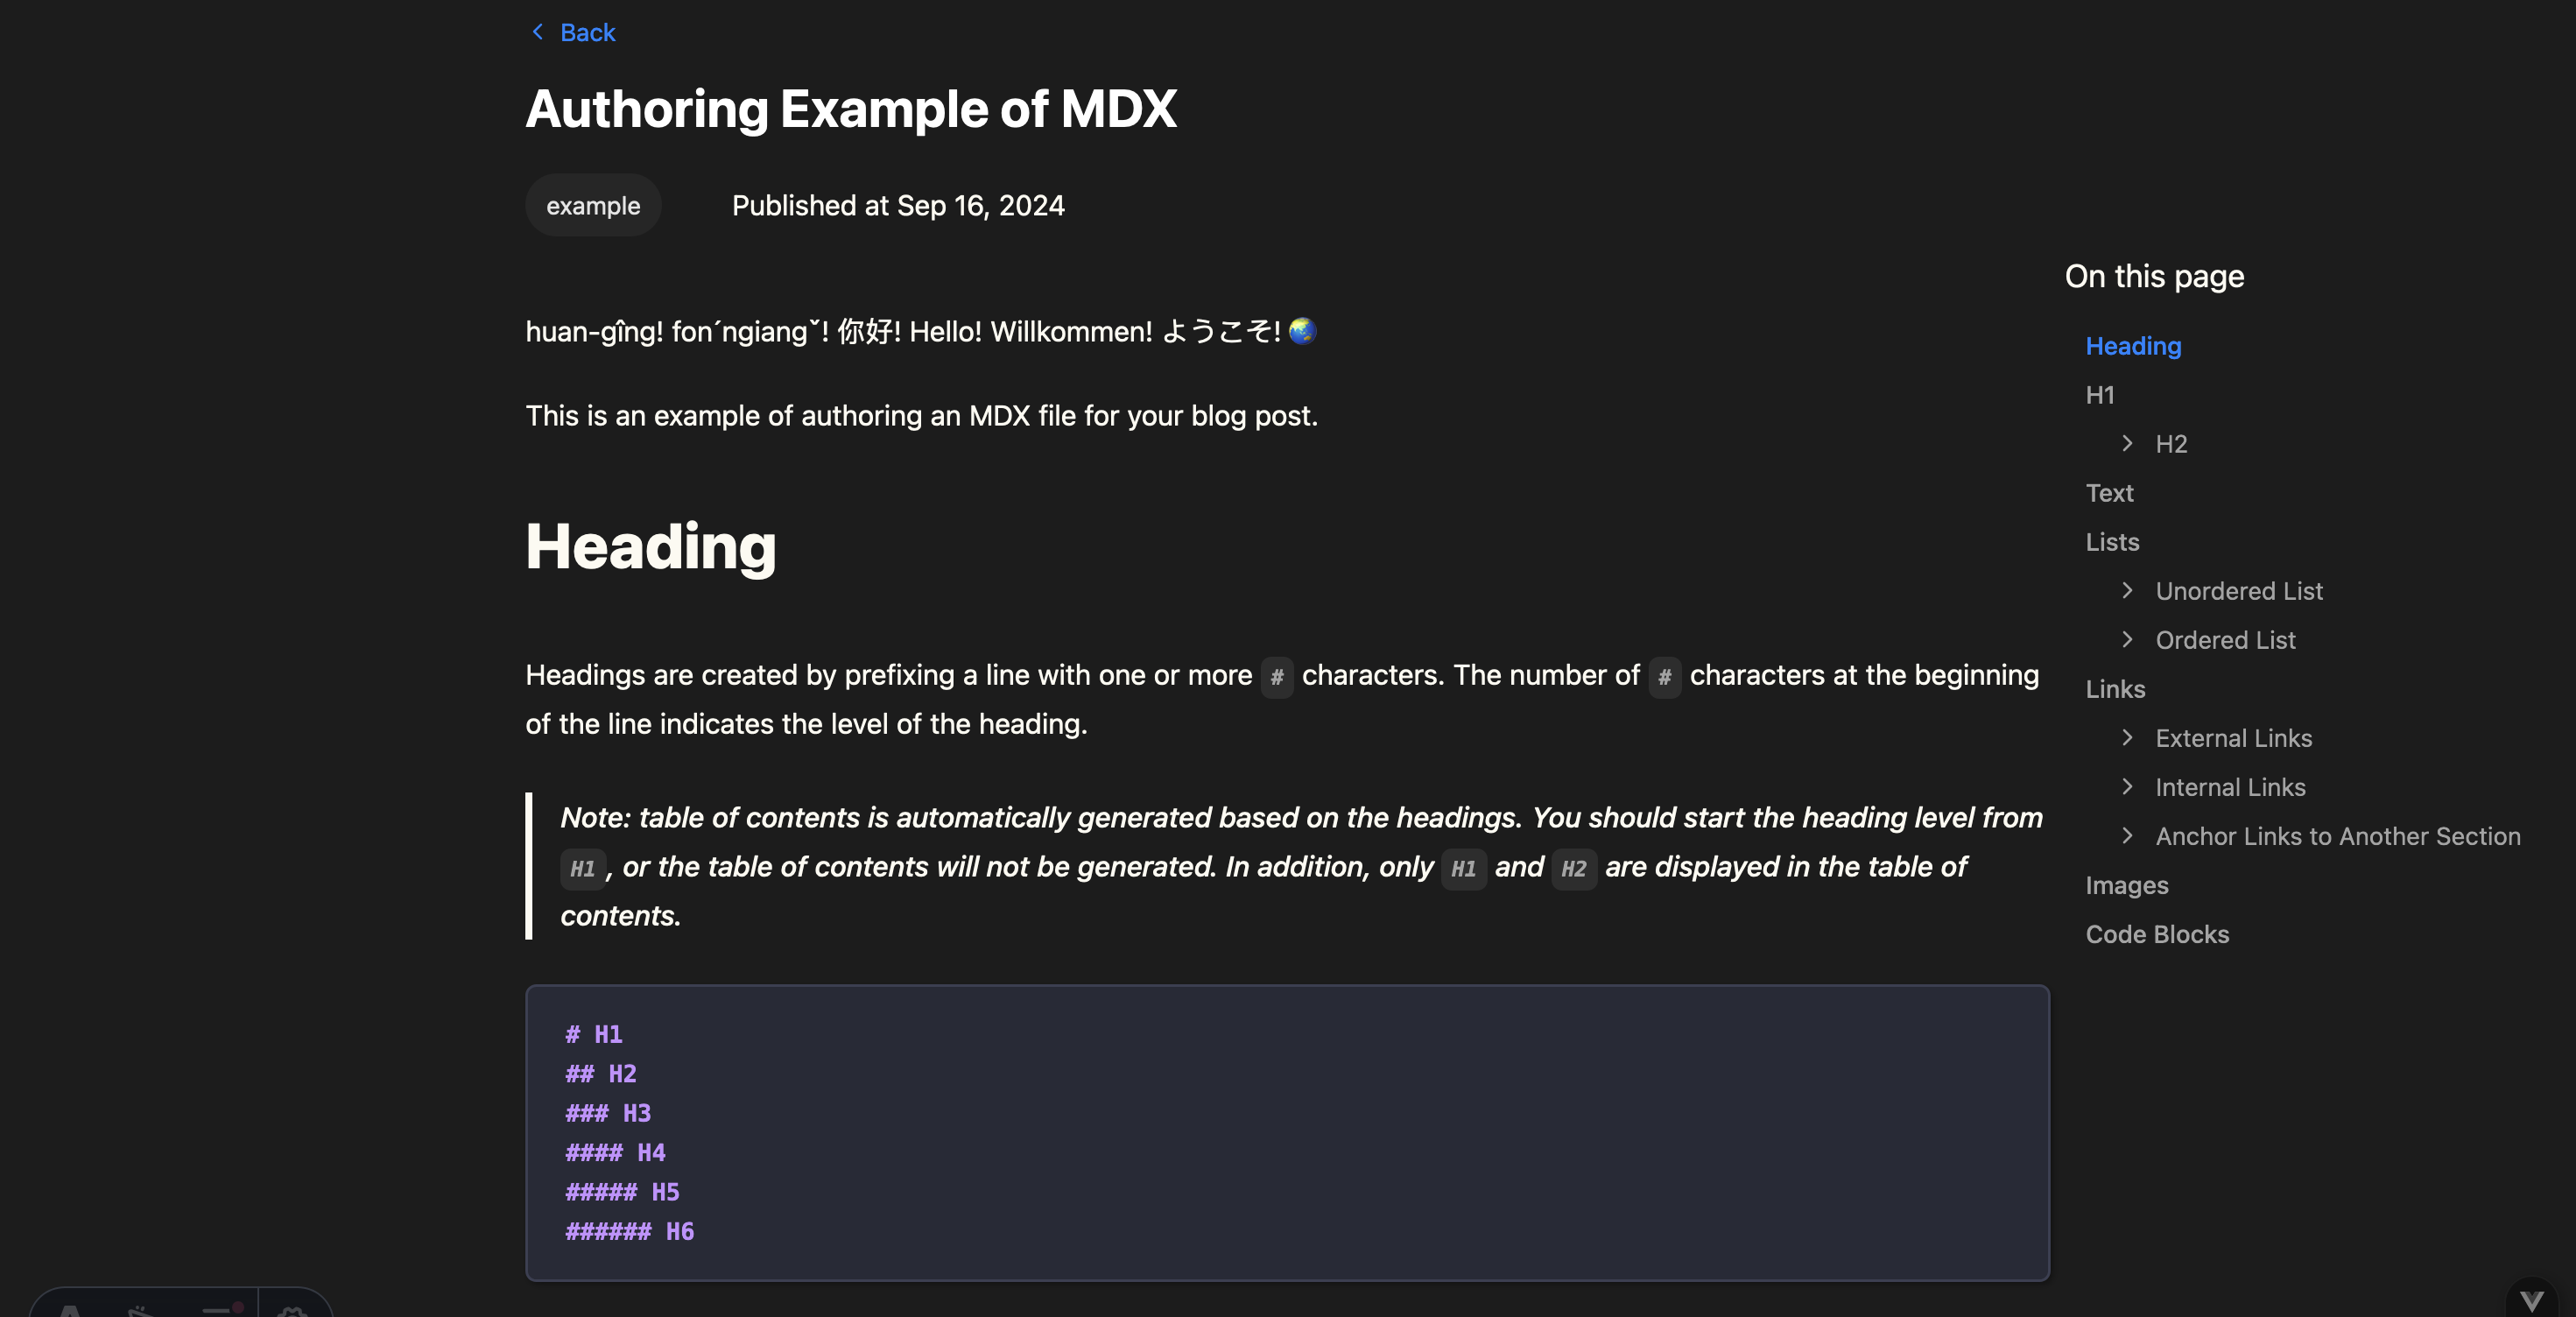 Back
Authoring Example of MDX
example
Published at Sep 16, 2024
huan-gîng! fonˊngiangˇ! 你好! Hello! Willkommen! ようこそ! 🌏
This is an example of authoring an MDX file for your blog post.
Heading
Headings are created by prefixing a line with one or more # characters. The number of # characters at the beginning
of the line indicates the level of the heading.
Note: table of contents is automatically generated based on the headings. You should start the heading level from
H1, or the table of contents will not be generated. In addition, only H1 and H2 are displayed in the table of
contents.
# H1
## H2
### H3
#### H4
##### H5
###### H6
On this page
Heading
H1
H2
Text
Lists
Unordered List
Ordered List
Links
External Links
Internal Links
Anchor Links to Another Section
Images
Code Blocks